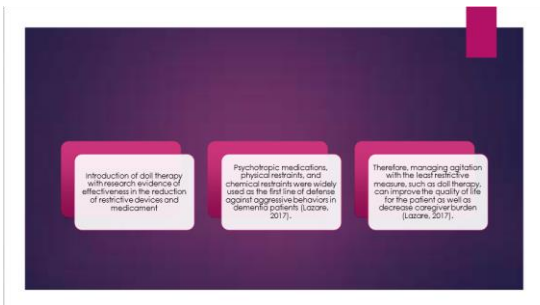 Introduction of doll therapy
with research evidence of
effectiveness in the reduction
of restrictive devices and
medicament
Psychotropic medications,
physical restraints, and
chemical restraints were widely
used as the first line of defense
against aggressive behaviors in
dementia patients (Lazare,
2017).
Therefore, managing agitation
with the least restrictive
measure, such as doll therapy,
can improve the quality of life
for the patient as well as
decrease caregiver burden
(Lazare, 2017).